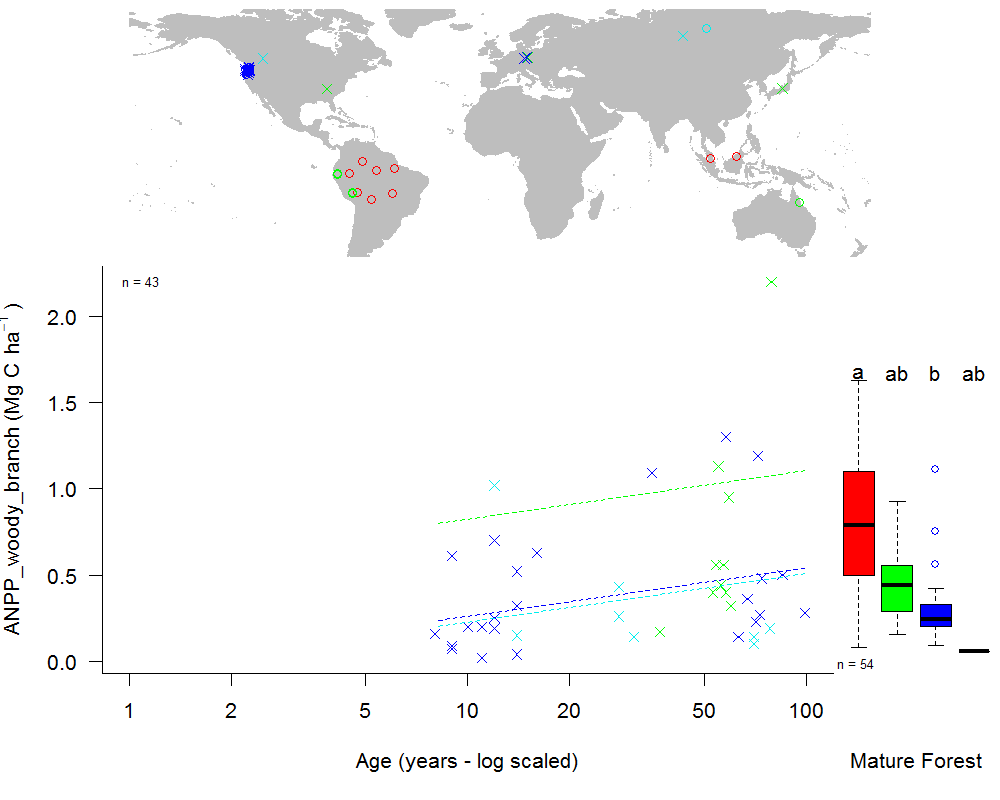 n = 43
ANPP_woody_branch (Mg C ha⁻¹ )
2.0
1.5
1.0
0.5
0.0
a ab b ab
n = 54
1 2 5 10 20 50 100
Age (years - log scaled)
Mature Forest